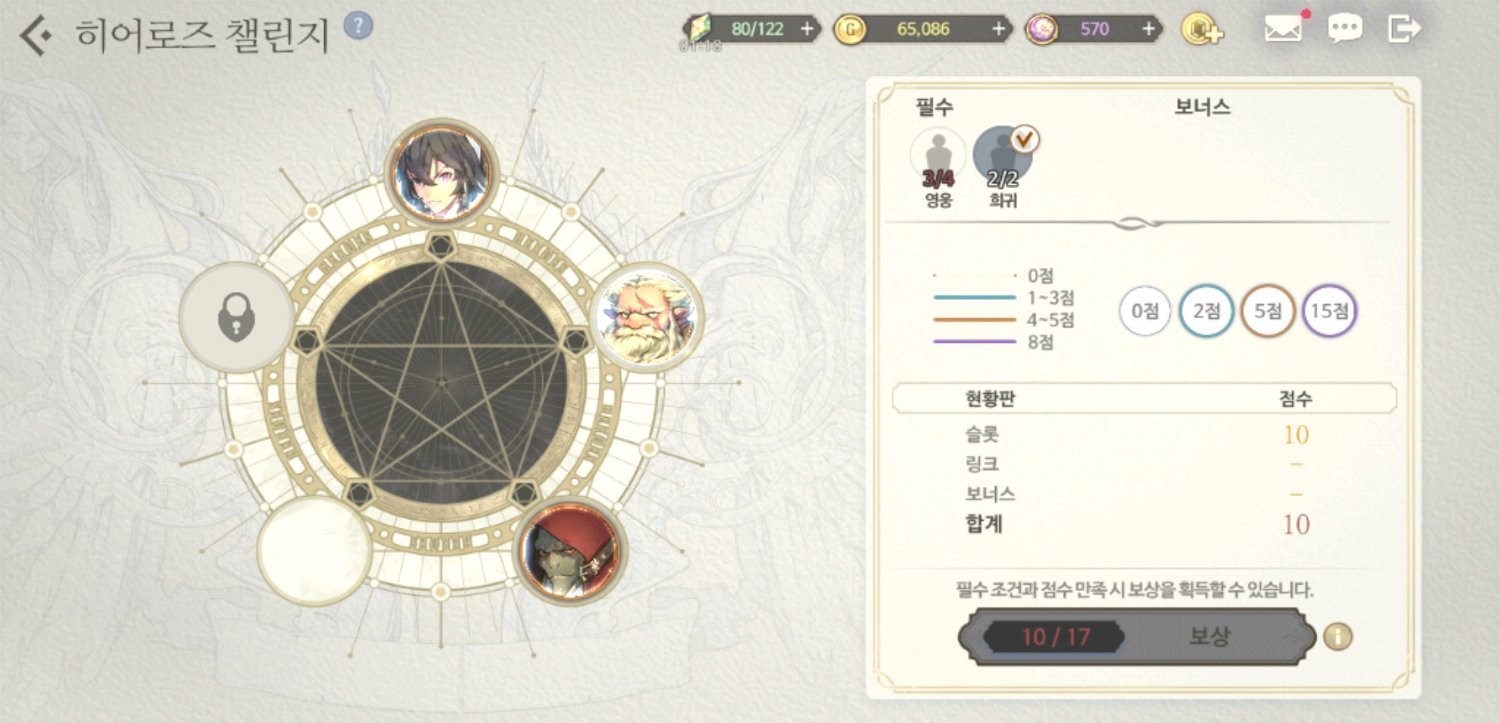 히어로즈 챌린지 ?
80/122 +
01:18
G 65,086 +
570 +
필수 보너스
3/4 2/2
영웅 희귀
0점
1~3점
4~5점
8점
0점 2점 5점 15점
현황판 점수
슬롯 10
링크 -
보너스 -
합계 10
필수 조건과 점수 만족 시 보상을 획득할 수 있습니다.
10 / 17 보상 i